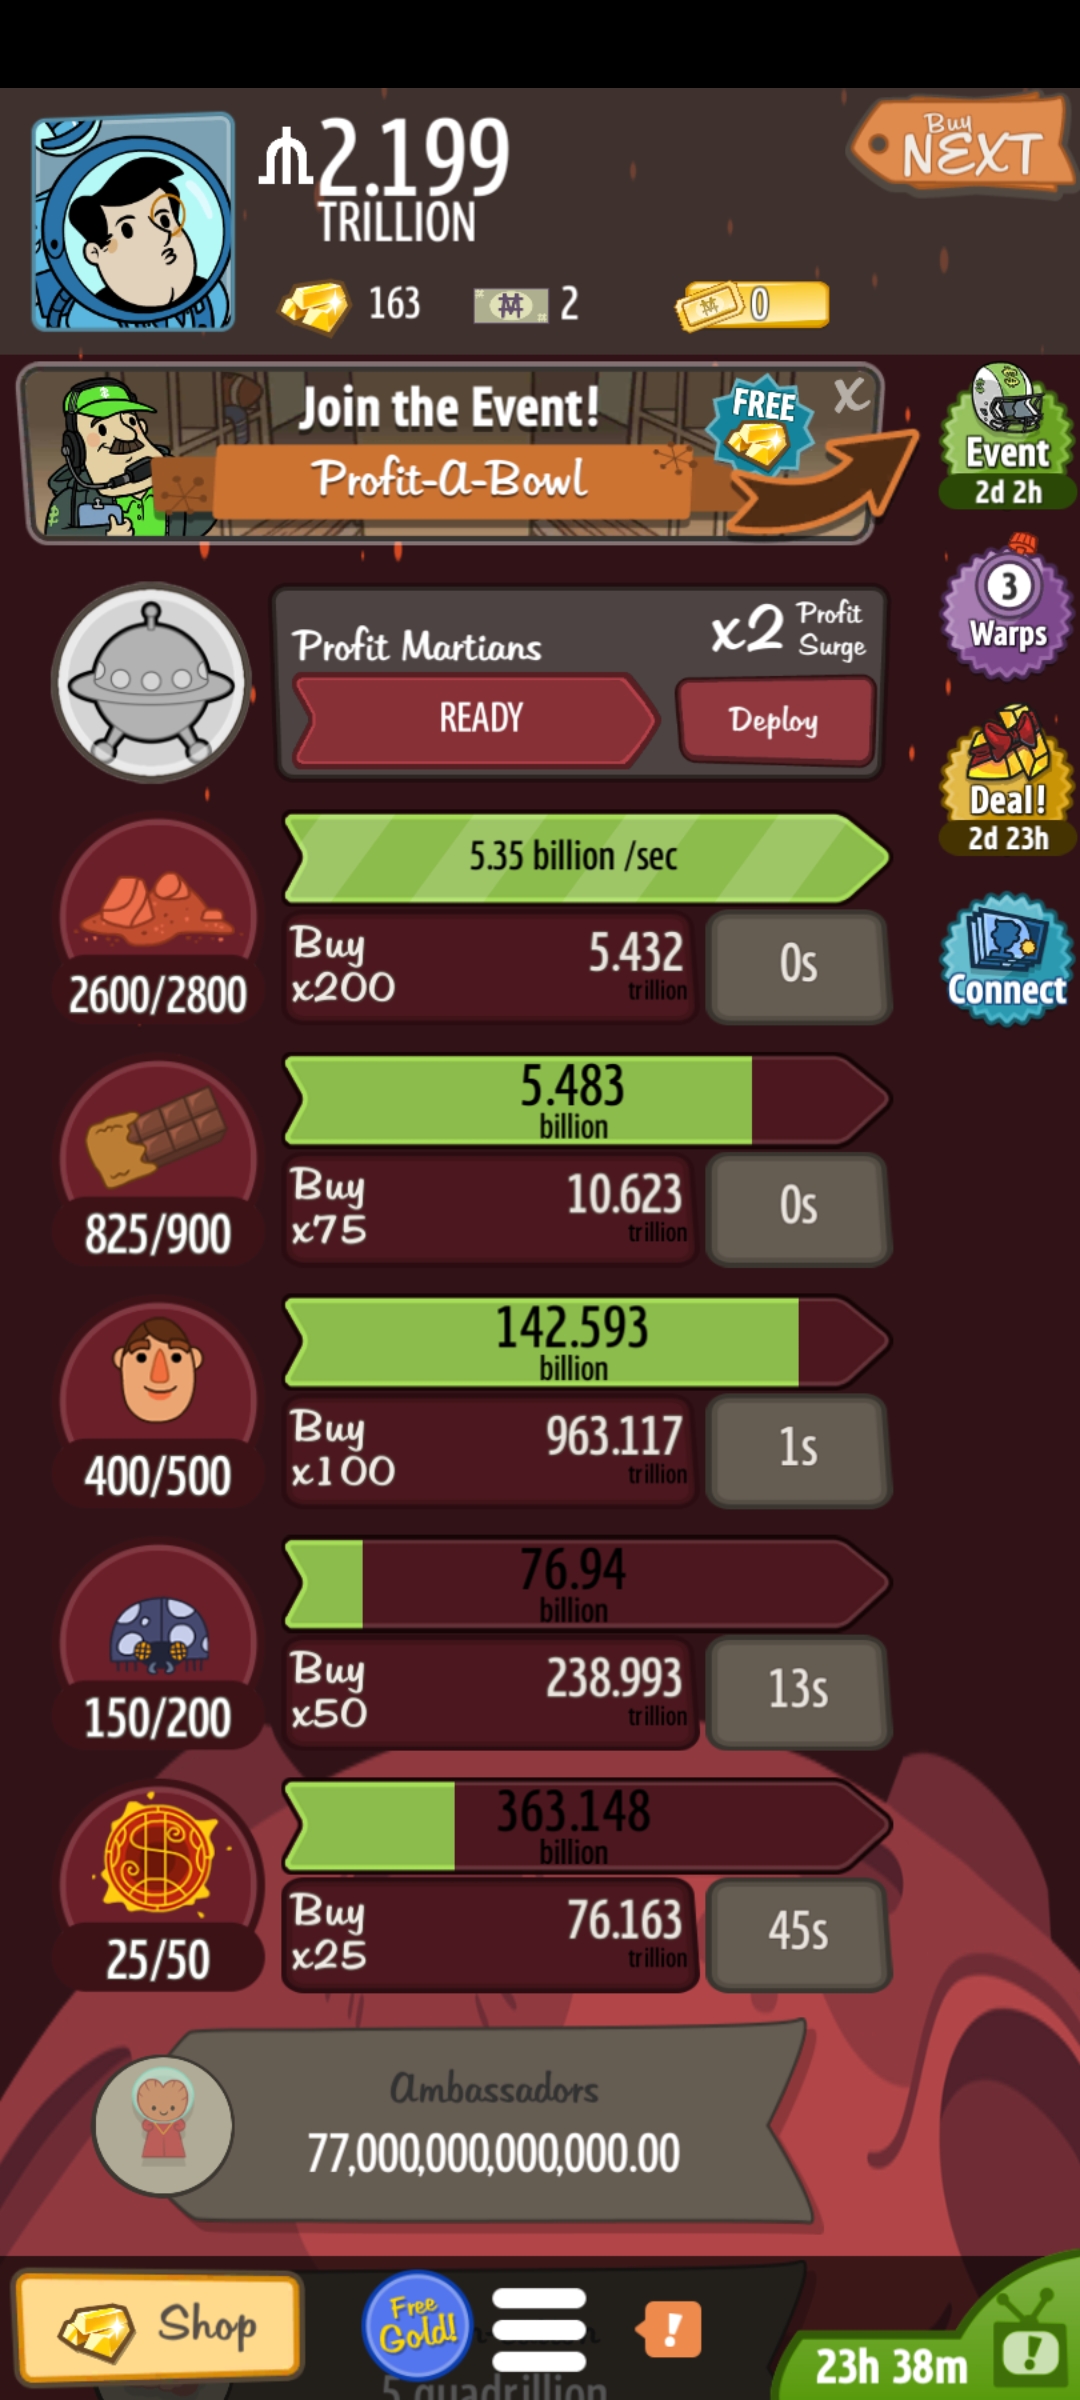 2.199
TRILLION
Buy
NEXT
163
2
0
Join the Event!
FREE
X
Profit-A-Bowl
Event
2d 2h
3
Warps
Profit Martians
x2 Profit
Surge
READY
Deploy
Deal!
2d 23h
5.35 billion /sec
Buy
x200
5.432
trillion
0s
2600/2800
Connect
5.483
billion
Buy
x75
10.623
trillion
0s
825/900
142.593
billion
Buy
x100
963.117
trillion
1s
400/500
76.94
billion
Buy
x50
238.993
trillion
13s
150/200
363.148
billion
Buy
x25
76.163
trillion
45s
25/50
Ambassadors
77,000,000,000,000.00
Shop
Free
Gold!
!
23h 38m
!
5 quadrillion